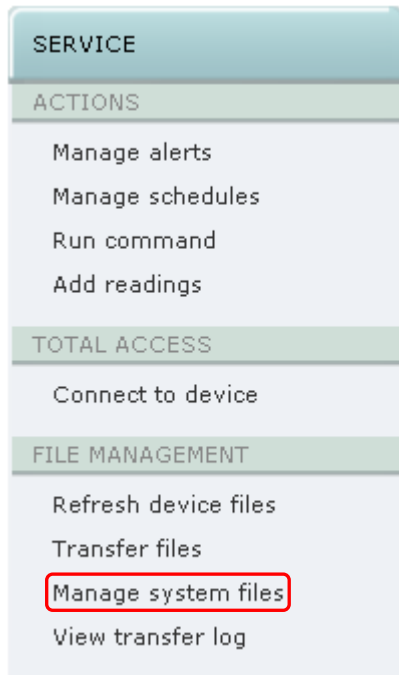 SERVICE
ACTIONS
Manage alerts
Manage schedules
Run command
Add readings
TOTAL ACCESS
Connect to device
FILE MANAGEMENT
Refresh device files
Transfer files
Manage system files
View transfer log